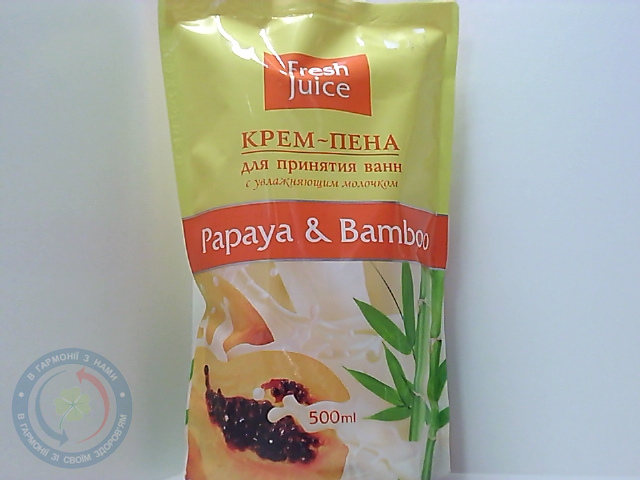 Fresh
Juice
КРЕМ~ПЕНА
для принятия ванн
с увлажняющим молочком
Papaya & Bamboo
500ml
В ГАРМОНІЇ З НАМИ
В ГАРМОНІЇ ЗІ СВОЇМ ЗДОРОВ'ЯМ